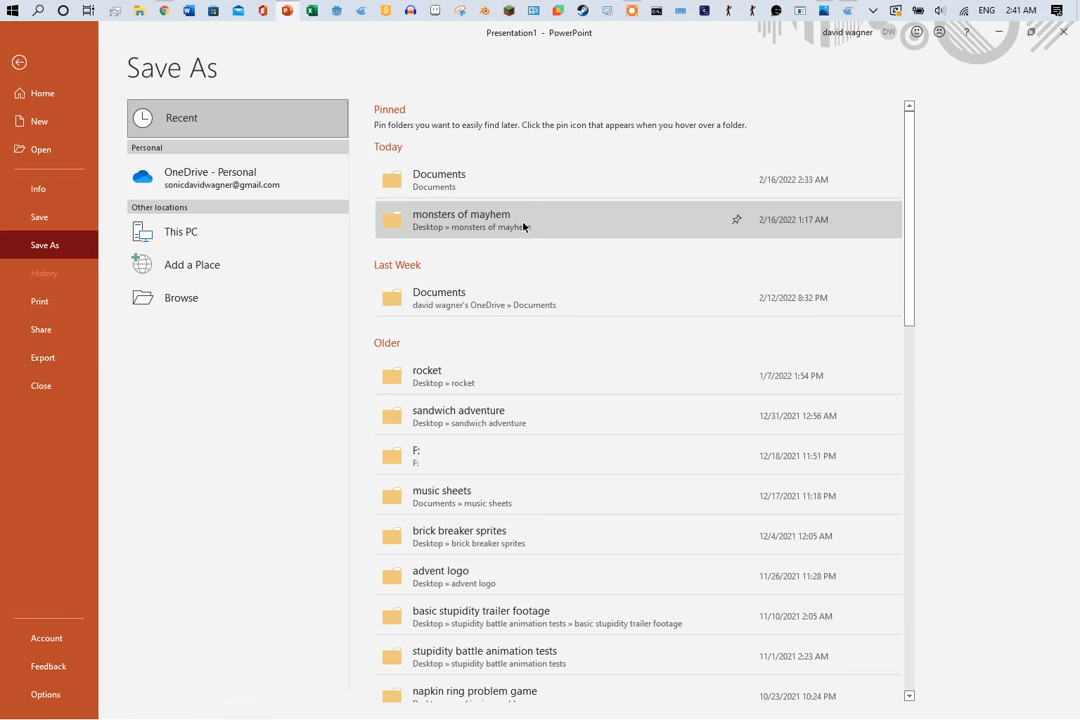 ENG 2:41 AM
Presentation1 - PowerPoint
david wagner DW
?
Save As
Home
New
Open
Info
Save
Save As
History
Print
Share
Export
Close
Account
Feedback
Options
Recent
Personal
OneDrive - Personal
sonicdavidwagner@gmail.com
Other locations
This PC
Add a Place
Browse
Pinned
Pin folders you want to easily find later. Click the pin icon that appears when you hover over a folder.
Today
Documents
Documents
2/16/2022 2:33 AM
monsters of mayhem
Desktop » monsters of mayhem
2/16/2022 1:17 AM
Last Week
Documents
david wagner's OneDrive » Documents
2/12/2022 8:32 PM
Older
rocket
Desktop » rocket
1/7/2022 1:54 PM
sandwich adventure
Desktop » sandwich adventure
12/31/2021 12:56 AM
F:
F:
12/18/2021 11:51 PM
music sheets
Documents » music sheets
12/17/2021 11:18 PM
brick breaker sprites
Desktop » brick breaker sprites
12/4/2021 12:05 AM
advent logo
Desktop » advent logo
11/26/2021 11:28 PM
basic stupidity trailer footage
Desktop » stupidity battle animation tests » basic stupidity trailer footage
11/10/2021 2:05 AM
stupidity battle animation tests
Desktop » stupidity battle animation tests
11/1/2021 2:23 AM
napkin ring problem game
10/23/2021 10:24 PM